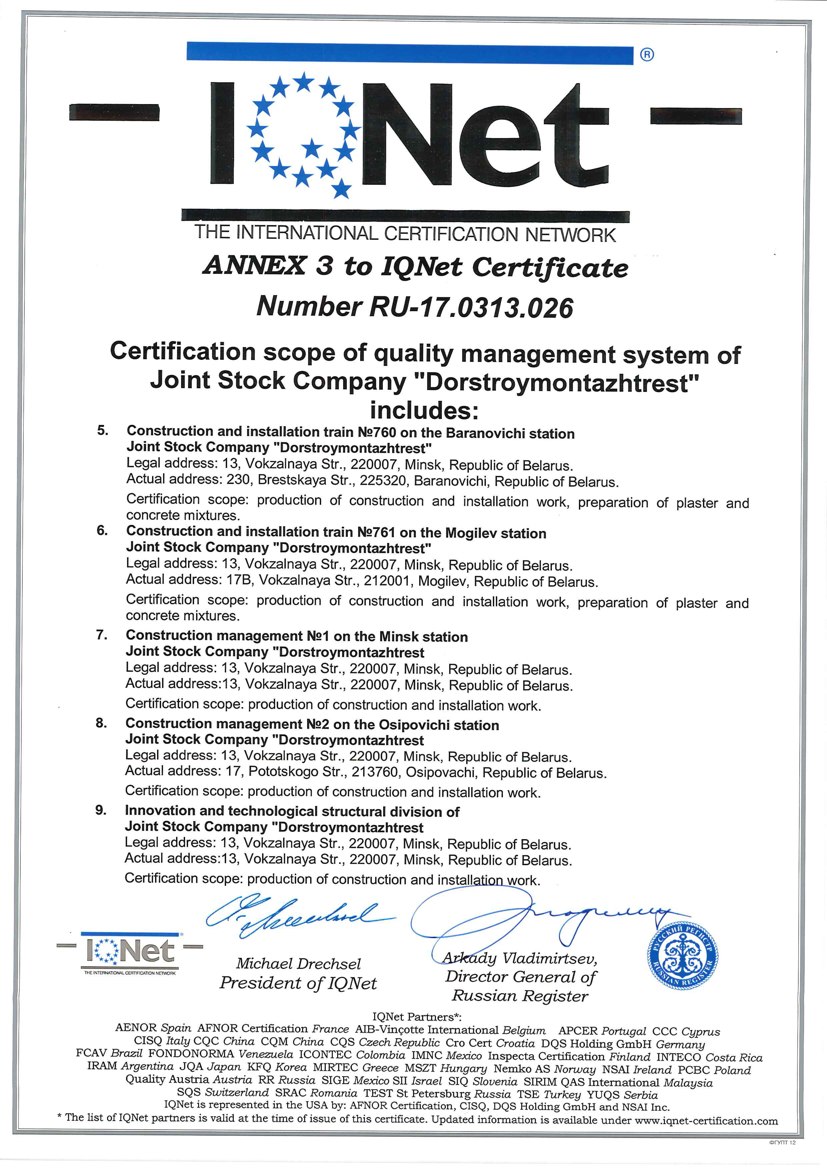 ®
IQNet
THE INTERNATIONAL CERTIFICATION NETWORK
ANNEX 3 to IQNet Certificate
Number RU-17.0313.026
Certification scope of quality management system of
Joint Stock Company "Dorstroymontazhtrest"
includes:
5. Construction and installation train №760 on the Baranovichi station
Joint Stock Company "Dorstroymontazhtrest"
Legal address: 13, Vokzalnaya Str., 220007, Minsk, Republic of Belarus.
Actual address: 230, Brestskaya Str., 225320, Baranovichi, Republic of Belarus.
Certification scope: production of construction and installation work, preparation of plaster and
concrete mixtures.
6. Construction and installation train №761 on the Mogilev station
Joint Stock Company "Dorstroymontazhtrest"
Legal address: 13, Vokzalnaya Str., 220007, Minsk, Republic of Belarus.
Actual address: 17B, Vokzalnaya Str., 212001, Mogilev, Republic of Belarus.
Certification scope: production of construction and installation work, preparation of plaster and
concrete mixtures.
7. Construction management №1 on the Minsk station
Joint Stock Company "Dorstroymontazhtrest
Legal address: 13, Vokzalnaya Str., 220007, Minsk, Republic of Belarus.
Actual address:13, Vokzalnaya Str., 220007, Minsk, Republic of Belarus.
Certification scope: production of construction and installation work.
8. Construction management №2 on the Osipovichi station
Joint Stock Company "Dorstroymontazhtrest
Legal address: 13, Vokzalnaya Str., 220007, Minsk, Republic of Belarus.
Actual address: 17, Pototskogo Str., 213760, Osipovachi, Republic of Belarus.
Certification scope: production of construction and installation work.
9. Innovation and technological structural division of
Joint Stock Company "Dorstroymontazhtrest
Legal address: 13, Vokzalnaya Str., 220007, Minsk, Republic of Belarus.
Actual address:13, Vokzalnaya Str., 220007, Minsk, Republic of Belarus.
Certification scope: production of construction and installation work.
IQNet
THE INTERNATIONAL CERTIFICATION NETWORK
Michael Drechsel
President of IQNet
Arkady Vladimirtsev,
Director General of
Russian Register
РУССКИЙ РЕГИСТР
RUSSIAN REGISTER
IQNet Partners*:
AENOR Spain AFNOR Certification France AIB-Vinçotte International Belgium APCER Portugal CCC Cyprus
CISQ Italy CQC China CQM China CQS Czech Republic Cro Cert Croatia DQS Holding GmbH Germany
FCAV Brazil FONDONORMA Venezuela ICONTEC Colombia IMNC Mexico Inspecta Certification Finland INTECO Costa Rica
IRAM Argentina JQA Japan KFQ Korea MIRTEC Greece MSZT Hungary Nemko AS Norway NSAI Ireland PCBC Poland
Quality Austria Austria RR Russia SIGE Mexico SII Israel SIQ Slovenia SIRIM QAS International Malaysia
SQS Switzerland SRAC Romania TEST St Petersburg Russia TSE Turkey YUQS Serbia
IQNet is represented in the USA by: AFNOR Certification, CISQ, DQS Holding GmbH and NSAI Inc.
* The list of IQNet partners is valid at the time of issue of this certificate. Updated information is available under www.iqnet-certification.com